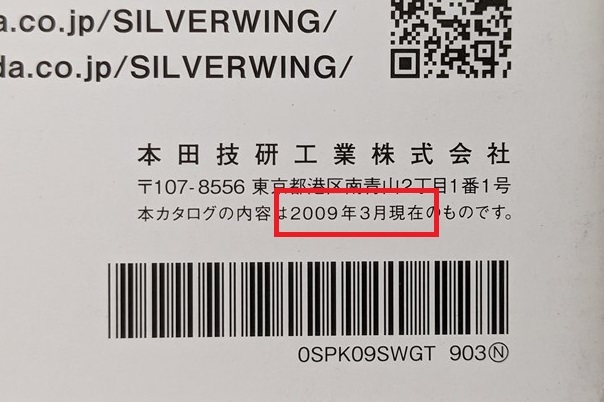 a.co.jp/SILVERWING/
da.co.jp/SILVERWING/
本田技研工業株式会社
〒107-8556 東京都港区南青山2丁目1番1号
本カタログの内容は2009年3月現在のものです。
0SPK09SWGT 903Ⓝ